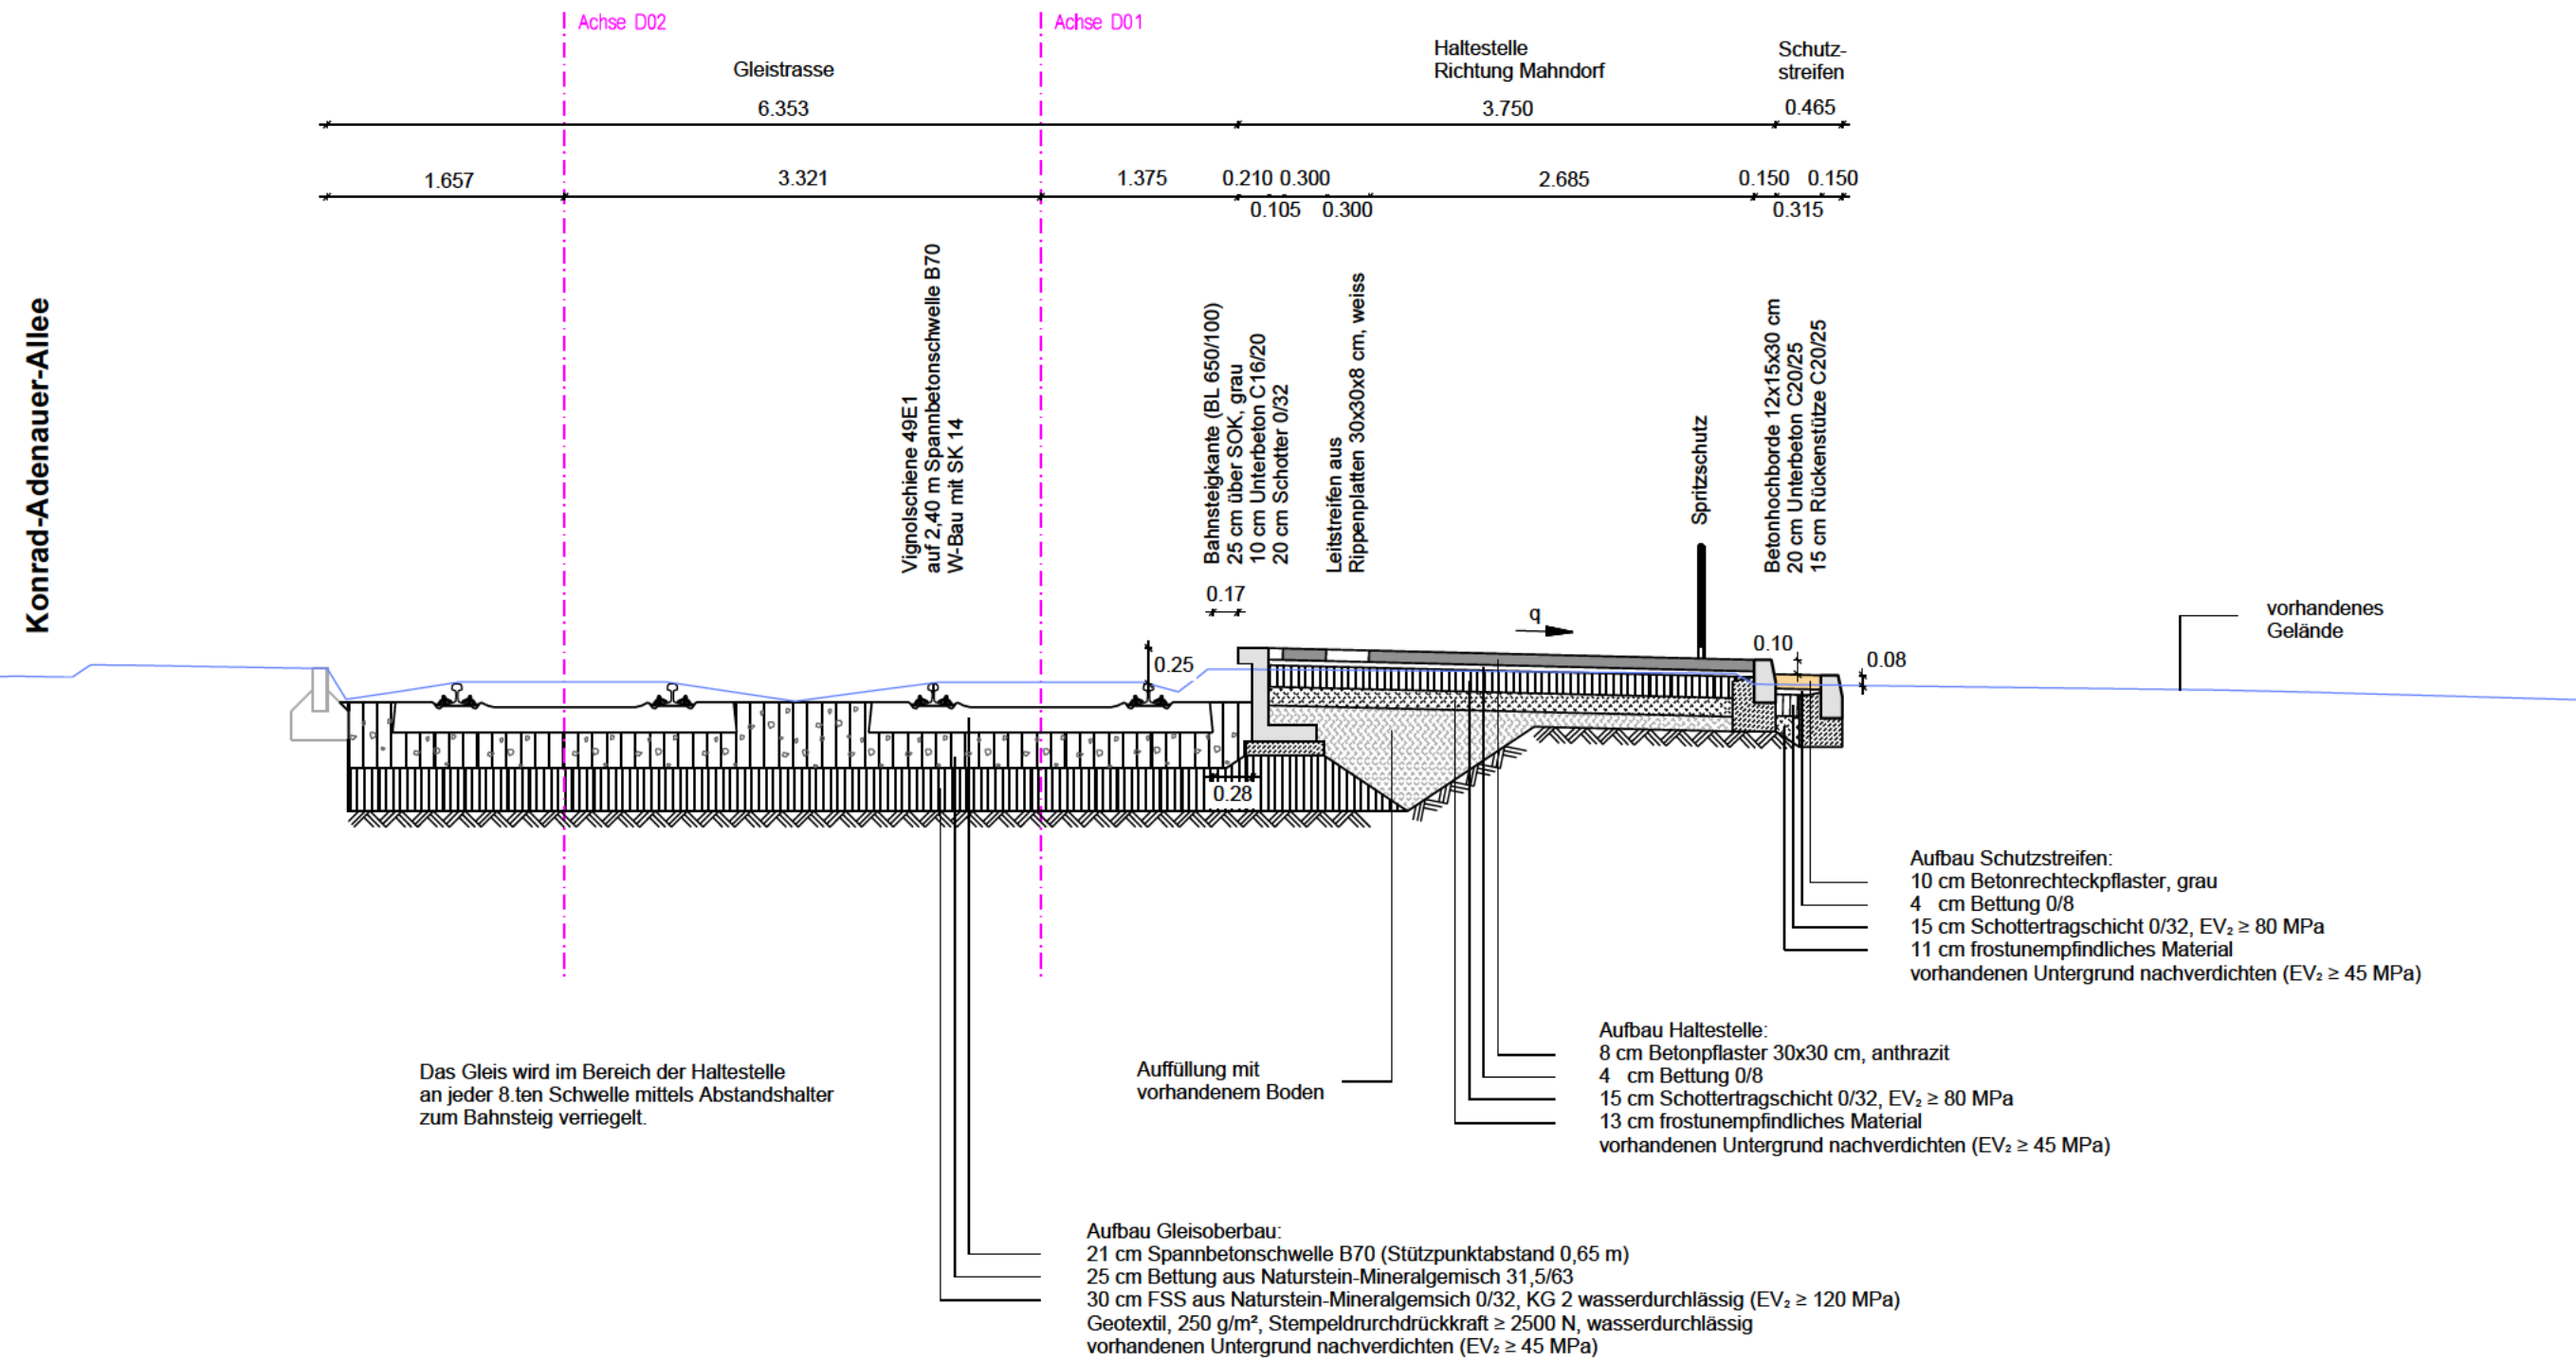 Achse D02
Achse D01
Gleistrasse
Haltestelle
Richtung Mahndorf
Schutz-
streifen
6.353
3.750
0.465
1.657
3.321
1.375
0.210
0.300
2.685
0.150
0.150
0.105
0.300
0.315
Konrad-Adenauer-Allee
Vignolschiene 49E1
auf 2,40 m Spannbetonschwelle B70
W-Bau mit SK 14
Bahnsteigkante (BL 650/100)
25 cm über SOK, grau
10 cm Unterbeton C16/20
20 cm Schotter 0/32
Leitstreifen aus
Rippenplatten 30x30x8 cm, weiss
Spritzschutz
Betonhochborde 12x15x30 cm
20 cm Unterbeton C20/25
15 cm Rückenstütze C20/25
0.17
q
vorhandenes
Gelände
0.25
0.10
0.08
0.28
Aufbau Schutzstreifen:
10 cm Betonrechteckpflaster, grau
4 cm Bettung 0/8
15 cm Schottertragschicht 0/32, EV₂ ≥ 80 MPa
11 cm frostunempfindliches Material
vorhandenen Untergrund nachverdichten (EV₂ ≥ 45 MPa)
Aufbau Haltestelle:
8 cm Betonpflaster 30x30 cm, anthrazit
4 cm Bettung 0/8
15 cm Schottertragschicht 0/32, EV₂ ≥ 80 MPa
13 cm frostunempfindliches Material
vorhandenen Untergrund nachverdichten (EV₂ ≥ 45 MPa)
Das Gleis wird im Bereich der Haltestelle
an jeder 8.ten Schwelle mittels Abstandshalter
zum Bahnsteig verriegelt.
Auffüllung mit
vorhandenem Boden
Aufbau Gleisoberbau:
21 cm Spannbetonschwelle B70 (Stützpunktabstand 0,65 m)
25 cm Bettung aus Naturstein-Mineralgemisch 31,5/63
30 cm FSS aus Naturstein-Mineralgemsich 0/32, KG 2 wasserdurchlässig (EV₂ ≥ 120 MPa)
Geotextil, 250 g/m², Stempeldrurchdrückkraft ≥ 2500 N, wasserdurchlässig
vorhandenen Untergrund nachverdichten (EV₂ ≥ 45 MPa)